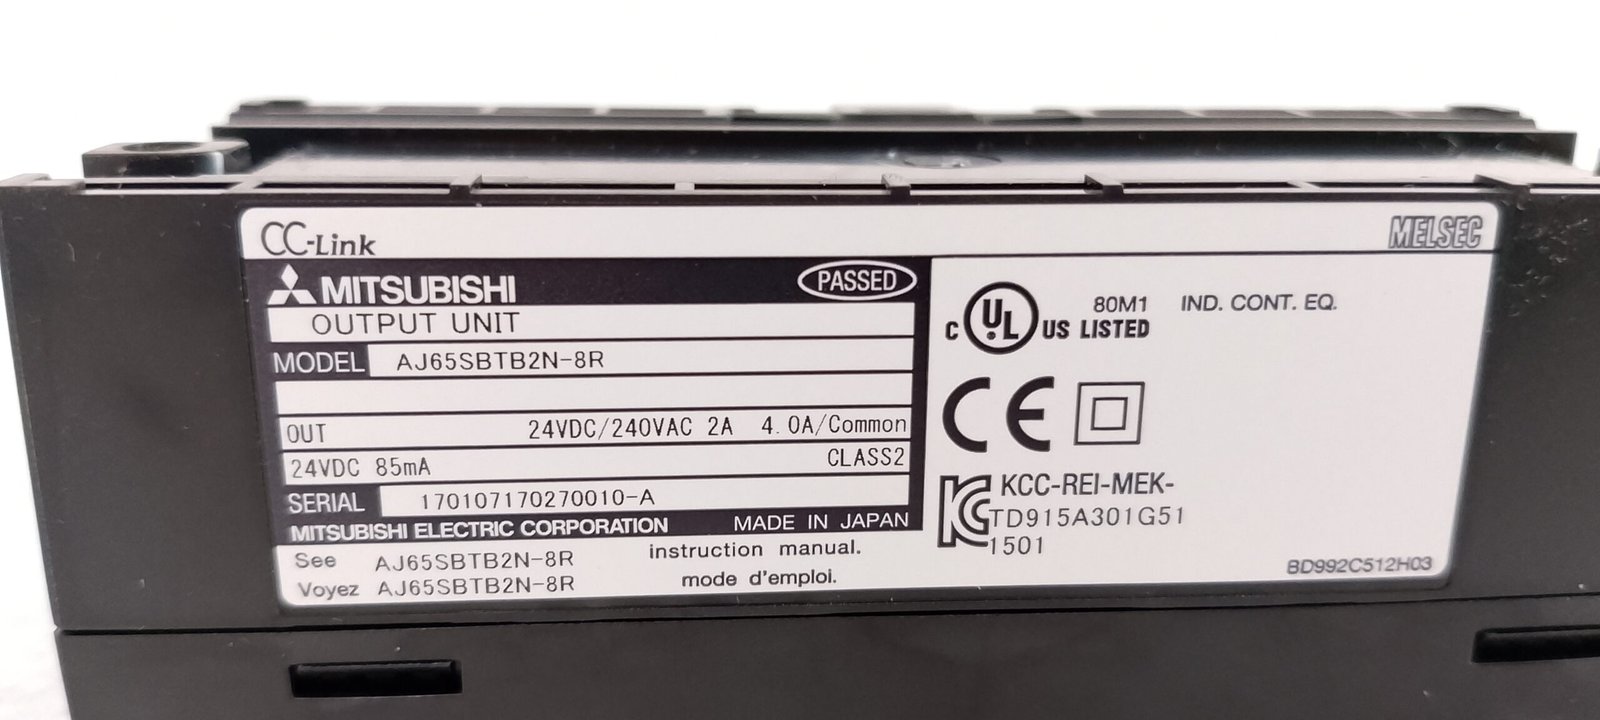 CC-Link
MELSEC
MITSUBISHI PASSED
OUTPUT UNIT
MODEL AJ65SBTB2N-8R
OUT 24VDC/240VAC 2A 4.0A/Common
24VDC 85mA CLASS2
SERIAL 170107170270010-A
MITSUBISHI ELECTRIC CORPORATION MADE IN JAPAN
See AJ65SBTB2N-8R instruction manual.
Voyez AJ65SBTB2N-8R mode d'emploi.
C UL US LISTED 80M1 IND. CONT. EQ.
CE
KC KCC-REI-MEK-
TD915A301G51
1501
BD992C512H03